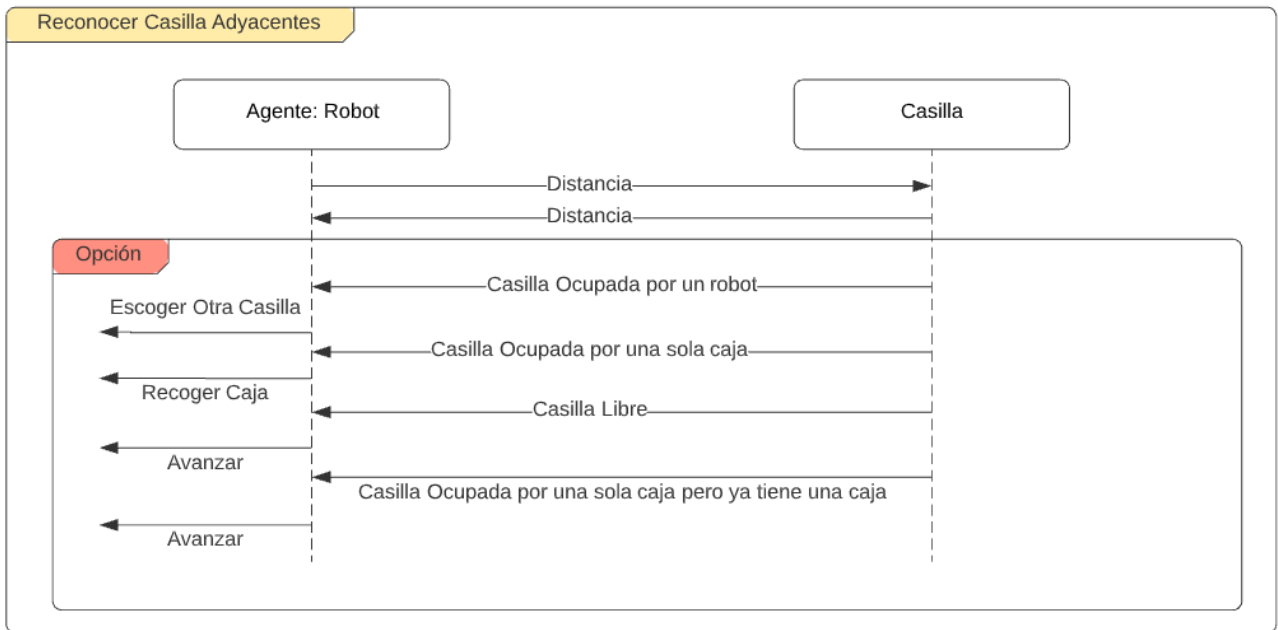 Reconocer Casilla Adyacentes
Agente: Robot
Casilla
Distancia
Distancia
Opción
Casilla Ocupada por un robot
Escoger Otra Casilla
Casilla Ocupada por una sola caja
Recoger Caja
Casilla Libre
Avanzar
Casilla Ocupada por una sola caja pero ya tiene una caja
Avanzar